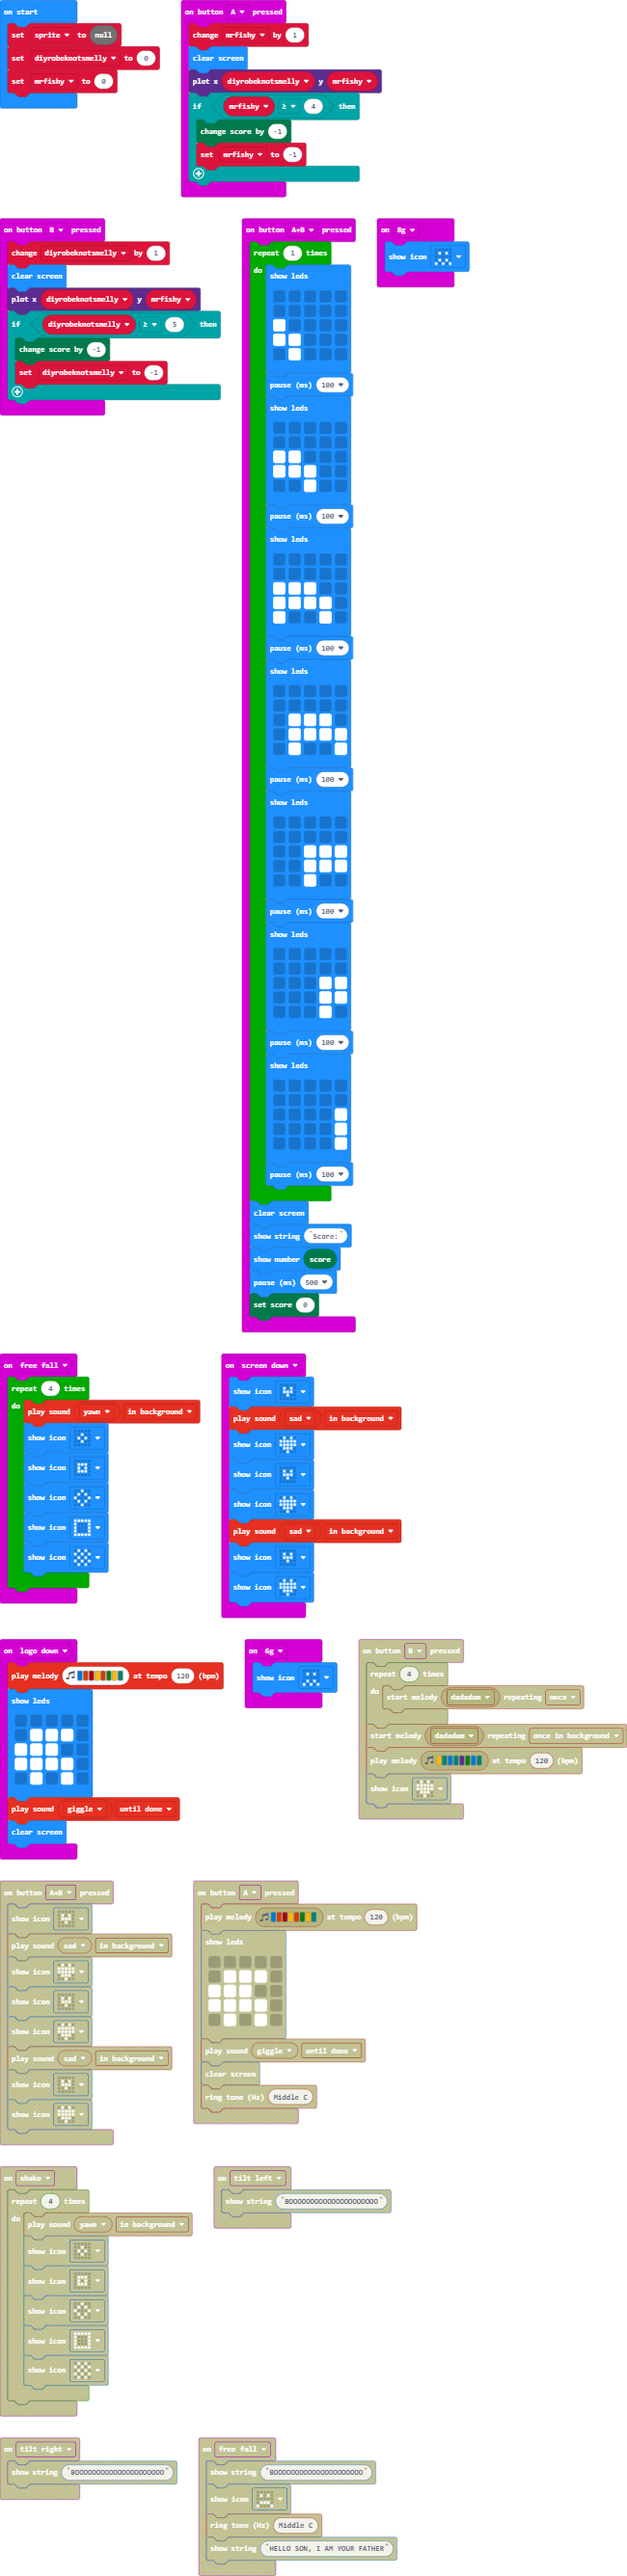 on start
set sprite to null
set diyrobeknotsmelly to 0
set mrfishy to 0
on button A pressed
change mrfishy by 1
clear screen
plot x diyrobeknotsmelly y mrfishy
if mrfishy ≥ 4 then
change score by -1
set mrfishy to -1
on button B pressed
change diyrobeknotsmelly by 1
clear screen
plot x diyrobeknotsmelly y mrfishy
if diyrobeknotsmelly ≥ 5 then
change score by -1
set diyrobeknotsmelly to -1
on button A+B pressed
repeat 1 times
do
show leds
pause (ms) 100
show leds
pause (ms) 100
show leds
pause (ms) 100
show leds
pause (ms) 100
show leds
pause (ms) 100
show leds
pause (ms) 100
show leds
pause (ms) 100
clear screen
show string "Score:"
show number score
pause (ms) 500
set score 0
on 8g
show icon
on free fall
repeat 4 times
do
play sound yawn in background
show icon
show icon
show icon
show icon
show icon
on screen down
show icon
play sound sad in background
show icon
show icon
show icon
play sound sad in background
show icon
show icon
on logo down
play melody at tempo 120 (bpm)
show leds
play sound giggle until done
clear screen
on 6g
show icon
on button B pressed
repeat 4 times
do
start melody dadadum repeating once
start melody dadadum repeating once in background
play melody at tempo 120 (bpm)
show icon
on button A+B pressed
show icon
play sound sad in background
show icon
show icon
show icon
play sound sad in background
show icon
show icon
on button A pressed
play melody at tempo 120 (bpm)
show leds
play sound giggle until done
clear screen
ring tone (Hz) Middle C
on shake
repeat 4 times
do
play sound yawn in background
show icon
show icon
show icon
show icon
show icon
on tilt left
show string
on tilt right
show string
on free fall
show string
show icon
ring tone (Hz) Middle C
show string "HELLO SON, I AM YOUR FATHER"